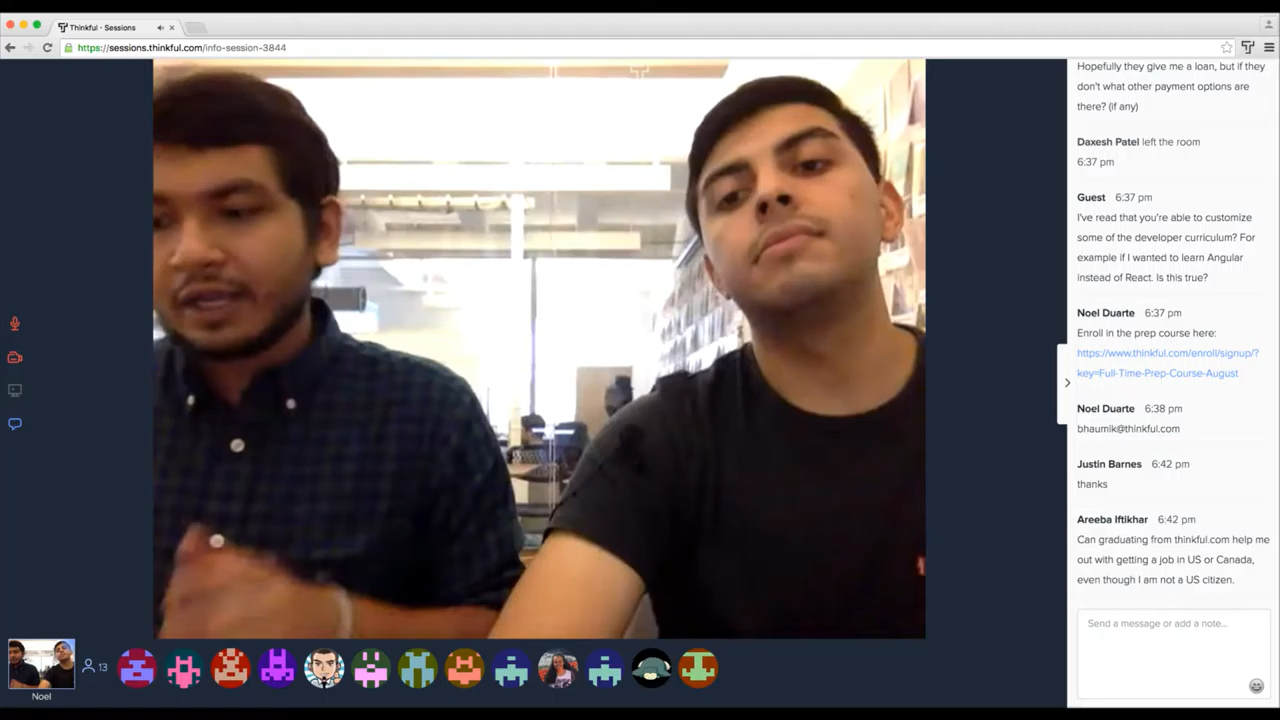 Thinkful - Sessions
https://sessions.thinkful.com/info-session-3844
Hopefully they give me a loan, but if they
don't what other payment options are
there? (if any)
Daxesh Patel left the room
6:37 pm
Guest 6:37 pm
I've read that you're able to customize
some of the developer curriculum? For
example if I wanted to learn Angular
instead of React. Is this true?
Noel Duarte 6:37 pm
Enroll in the prep course here:
https://www.thinkful.com/enroll/signup/?
key=Full-Time-Prep-Course-August
Noel Duarte 6:38 pm
bhaumik@thinkful.com
Justin Barnes 6:42 pm
thanks
Areeba Iftikhar 6:42 pm
Can graduating from thinkful.com help me
out with getting a job in US or Canada,
even though I am not a US citizen.
Send a message or add a note...
13
Noel